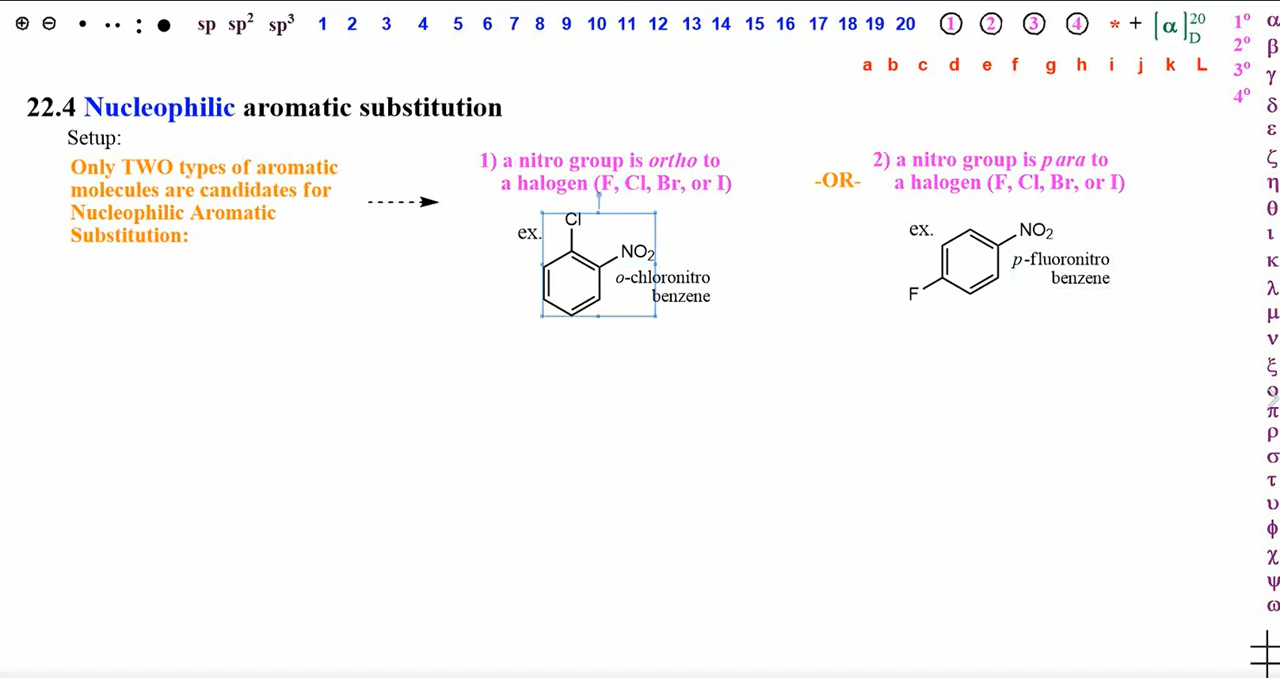 ⊕ ⊖ • •• : ● sp sp² sp³ 1 2 3 4 5 6 7 8 9 10 11 12 13 14 15 16 17 18 19 20 ① ② ③ ④ * + [α]²⁰D 1º α
a b c d e f g h i j k L
2º β
3º γ
4º δ
ε
ζ
η
θ
ι
κ
λ
μ
ν
ξ
ο
π
ρ
σ
τ
υ
ϕ
χ
ψ
ω
22.4 Nucleophilic aromatic substitution
Setup:
Only TWO types of aromatic
molecules are candidates for
Nucleophilic Aromatic
Substitution:
1) a nitro group is ortho to
a halogen (F, Cl, Br, or I)
ex.
Cl
NO₂
o-chloronitro
benzene
-OR-
2) a nitro group is para to
a halogen (F, Cl, Br, or I)
ex.
NO₂
p-fluoronitro
benzene
F